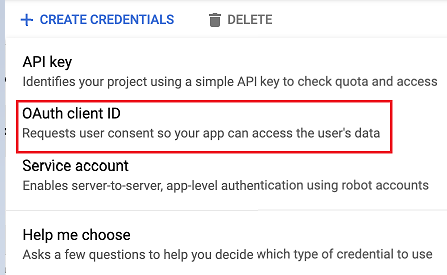 + CREATE CREDENTIALS DELETE
API key
Identifies your project using a simple API key to check quota and access
OAuth client ID
Requests user consent so your app can access the user's data
Service account
Enables server-to-server, app-level authentication using robot accounts
Help me choose
Asks a few questions to help you decide which type of credential to use